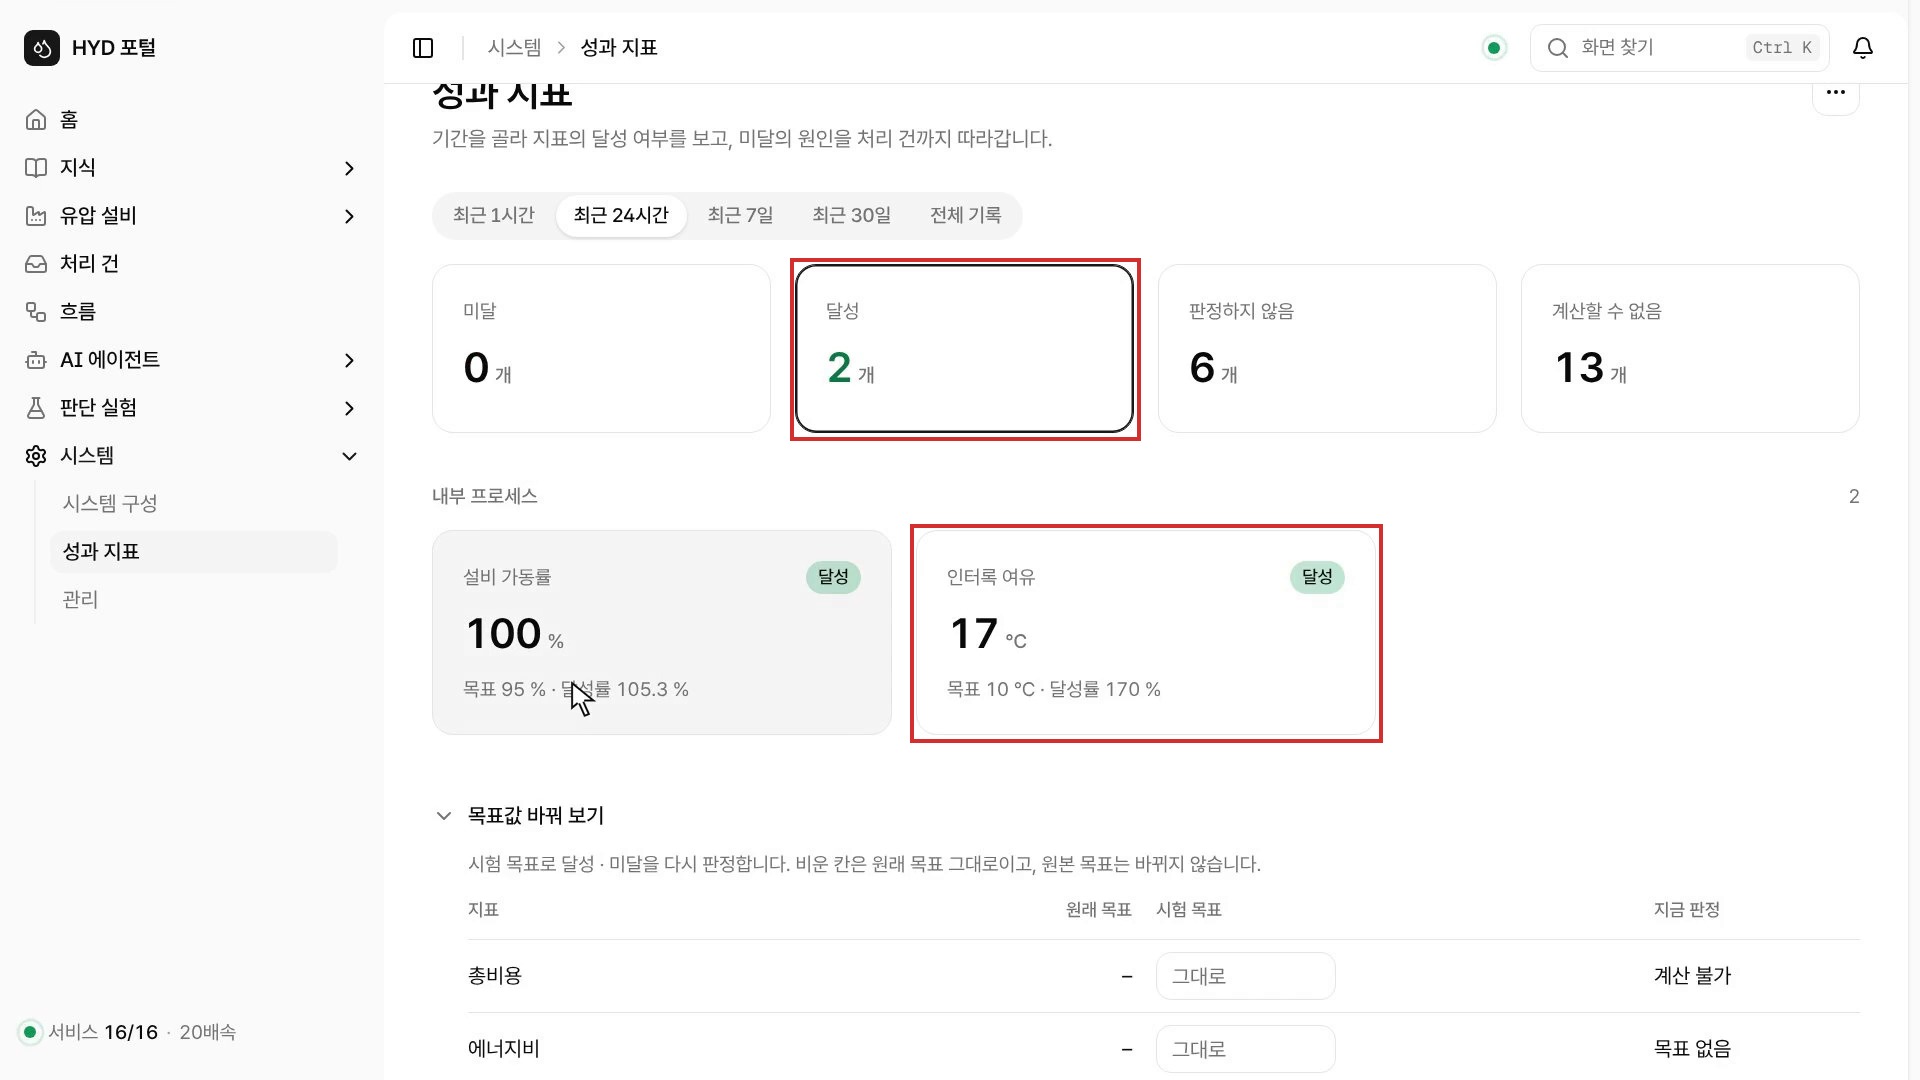 HYD 포털
시스템 > 성과 지표
화면 찾기 Ctrl K
홈
지식
유압 설비
처리 건
흐름
AI 에이전트
판단 실험
시스템
시스템 구성
성과 지표
관리
서비스 16/16 · 20배속
성과 지표
기간을 골라 지표의 달성 여부를 보고, 미달의 원인을 처리 건까지 따라갑니다.
최근 1시간 최근 24시간 최근 7일 최근 30일 전체 기록
미달
0 개
달성
2 개
판정하지 않음
6 개
계산할 수 없음
13 개
내부 프로세스 2
설비 가동률 달성
100 %
목표 95 % · 달성률 105.3 %
인터록 여유 달성
17 °C
목표 10 °C · 달성률 170 %
목표값 바꿔 보기
시험 목표로 달성 · 미달을 다시 판정합니다. 비운 칸은 원래 목표 그대로이고, 원본 목표는 바뀌지 않습니다.
지표 원래 목표 시험 목표 지금 판정
총비용 – 그대로 계산 불가
에너지비 – 그대로 목표 없음